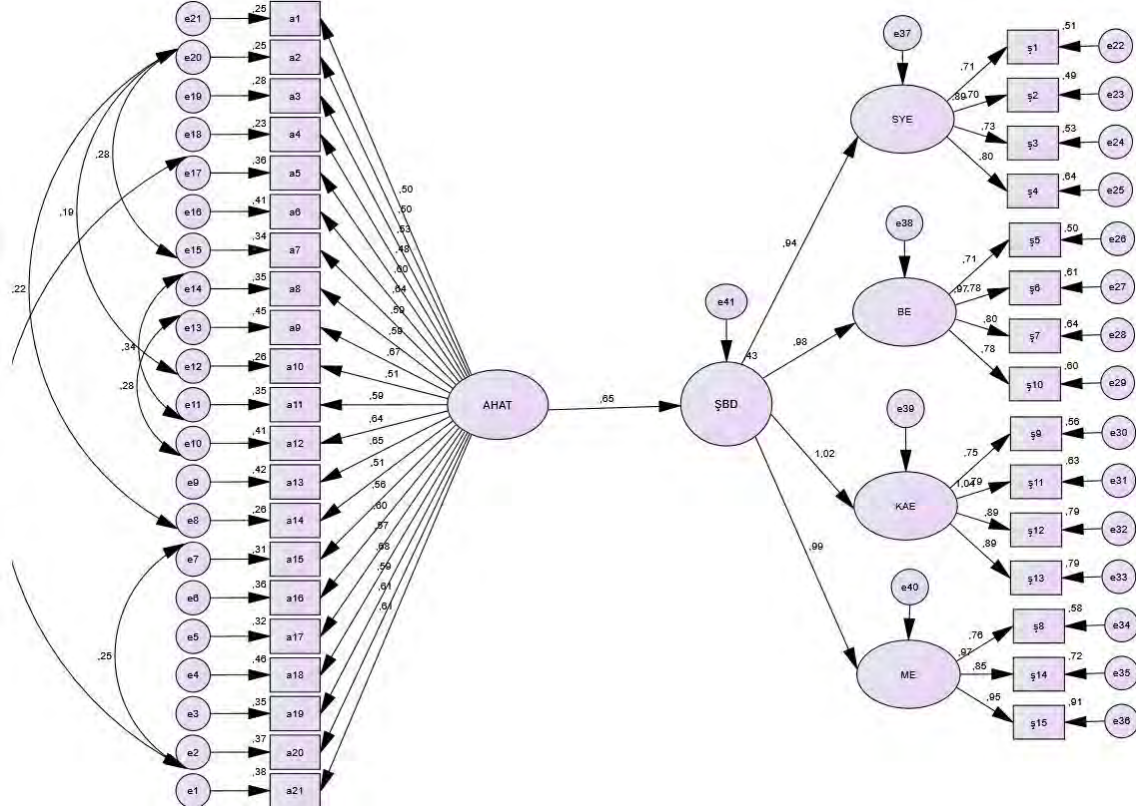 e21 ,25 a1
e20 ,25 a2
e19 ,28 a3
e18 ,23 a4
e17 ,36 a5
e16 ,41 a6
e15 ,34 a7
e14 ,35 a8
e13 ,45 a9
e12 ,26 a10
e11 ,35 a11
e10 ,41 a12
e9 ,42 a13
e8 ,26 a14
e7 ,31 a15
e6 ,36 a16
e5 ,32 a17
e4 ,46 a18
e3 ,35 a19
e2 ,37 a20
e1 ,38 a21
,28
,19
,22
,34
,28
,25
,50
,50
,53
,48
,60
,64
,59
,59
,67
,51
,59
,64
,65
,51
,56
,60
,57
,68
,59
,61
,61
AHAT
,65
e41
ŞBD
,43
,94
,98
1,02
,99
e37
SYE
,89
,71 ş1 ,51 e22
,70 ş2 ,49 e23
,73 ş3 ,53 e24
,80 ş4 ,64 e25
e38
BE
,97
,71 ş5 ,50 e26
,78 ş6 ,61 e27
,80 ş7 ,64 e28
,78 ş10 ,60 e29
e39
KAE
1,04
,75 ş9 ,56 e30
,79 ş11 ,63 e31
,89 ş12 ,79 e32
,89 ş13 ,79 e33
e40
ME
,97
,76 ş8 ,58 e34
,85 ş14 ,72 e35
,95 ş15 ,91 e36